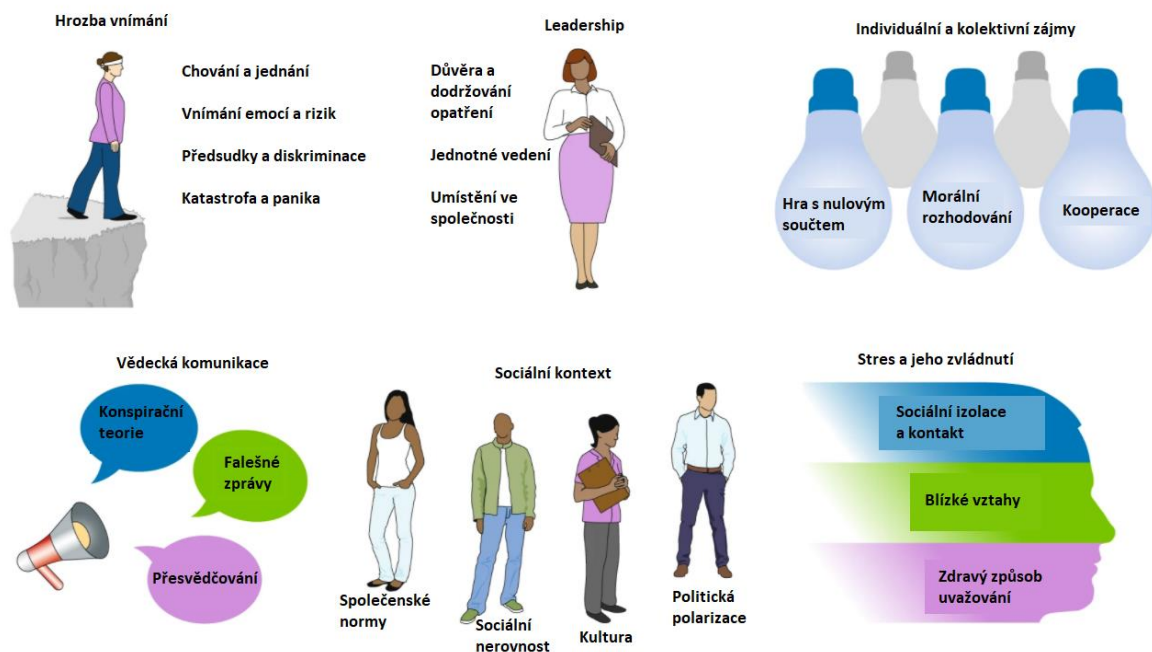 Hrozba vnímání
Chování a jednání
Vnímání emocí a rizik
Předsudky a diskriminace
Katastrofa a panika
Leadership
Důvěra a
dodržování
opatření
Jednotné vedení
Umístění ve
společnosti
Individuální a kolektivní zájmy
Hra s nulovým
součtem
Morální
rozhodování
Kooperace
Vědecká komunikace
Konspirační
teorie
Falešné
zprávy
Přesvědčování
Sociální kontext
Společenské
normy
Sociální
nerovnost
Kultura
Politická
polarizace
Stres a jeho zvládnutí
Sociální izolace
a kontakt
Blízké vztahy
Zdravý způsob
uvažování